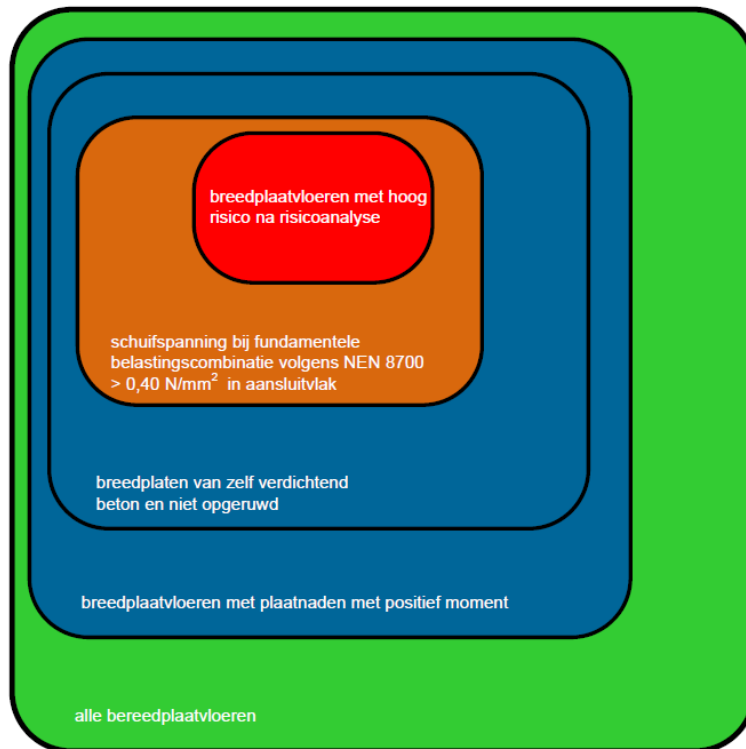 breedplaatvloeren met hoog
risico na risicoanalyse
schuifspanning bij fundamentele
belastingscombinatie volgens NEN 8700
> 0,40 N/mm² in aansluitvlak
breedplaten van zelf verdichtend
beton en niet opgeruwd
breedplaatvloeren met plaatnaden met positief moment
alle bereedplaatvloeren